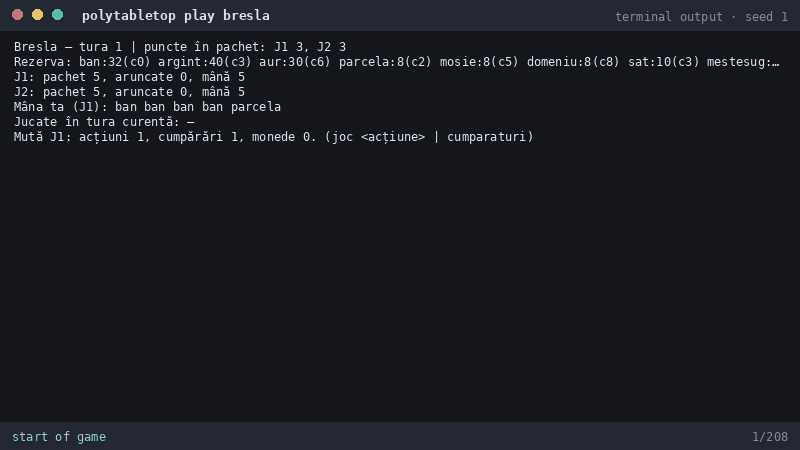 polytabletop play bresla
terminal output · seed 1
Bresla — tura 1 | puncte în pachet: J1 3, J2 3
Rezerva: ban:32(c0) argint:40(c3) aur:30(c6) parcela:8(c2) mosie:8(c5) domeniu:8(c8) sat:10(c3) mestesug:…
J1: pachet 5, aruncate 0, mână 5
J2: pachet 5, aruncate 0, mână 5
Mâna ta (J1): ban ban ban ban parcela
Jucate în tura curentă: —
Mută J1: acțiuni 1, cumpărări 1, monede 0. (joc <acțiune> | cumparaturi)
start of game
1/208